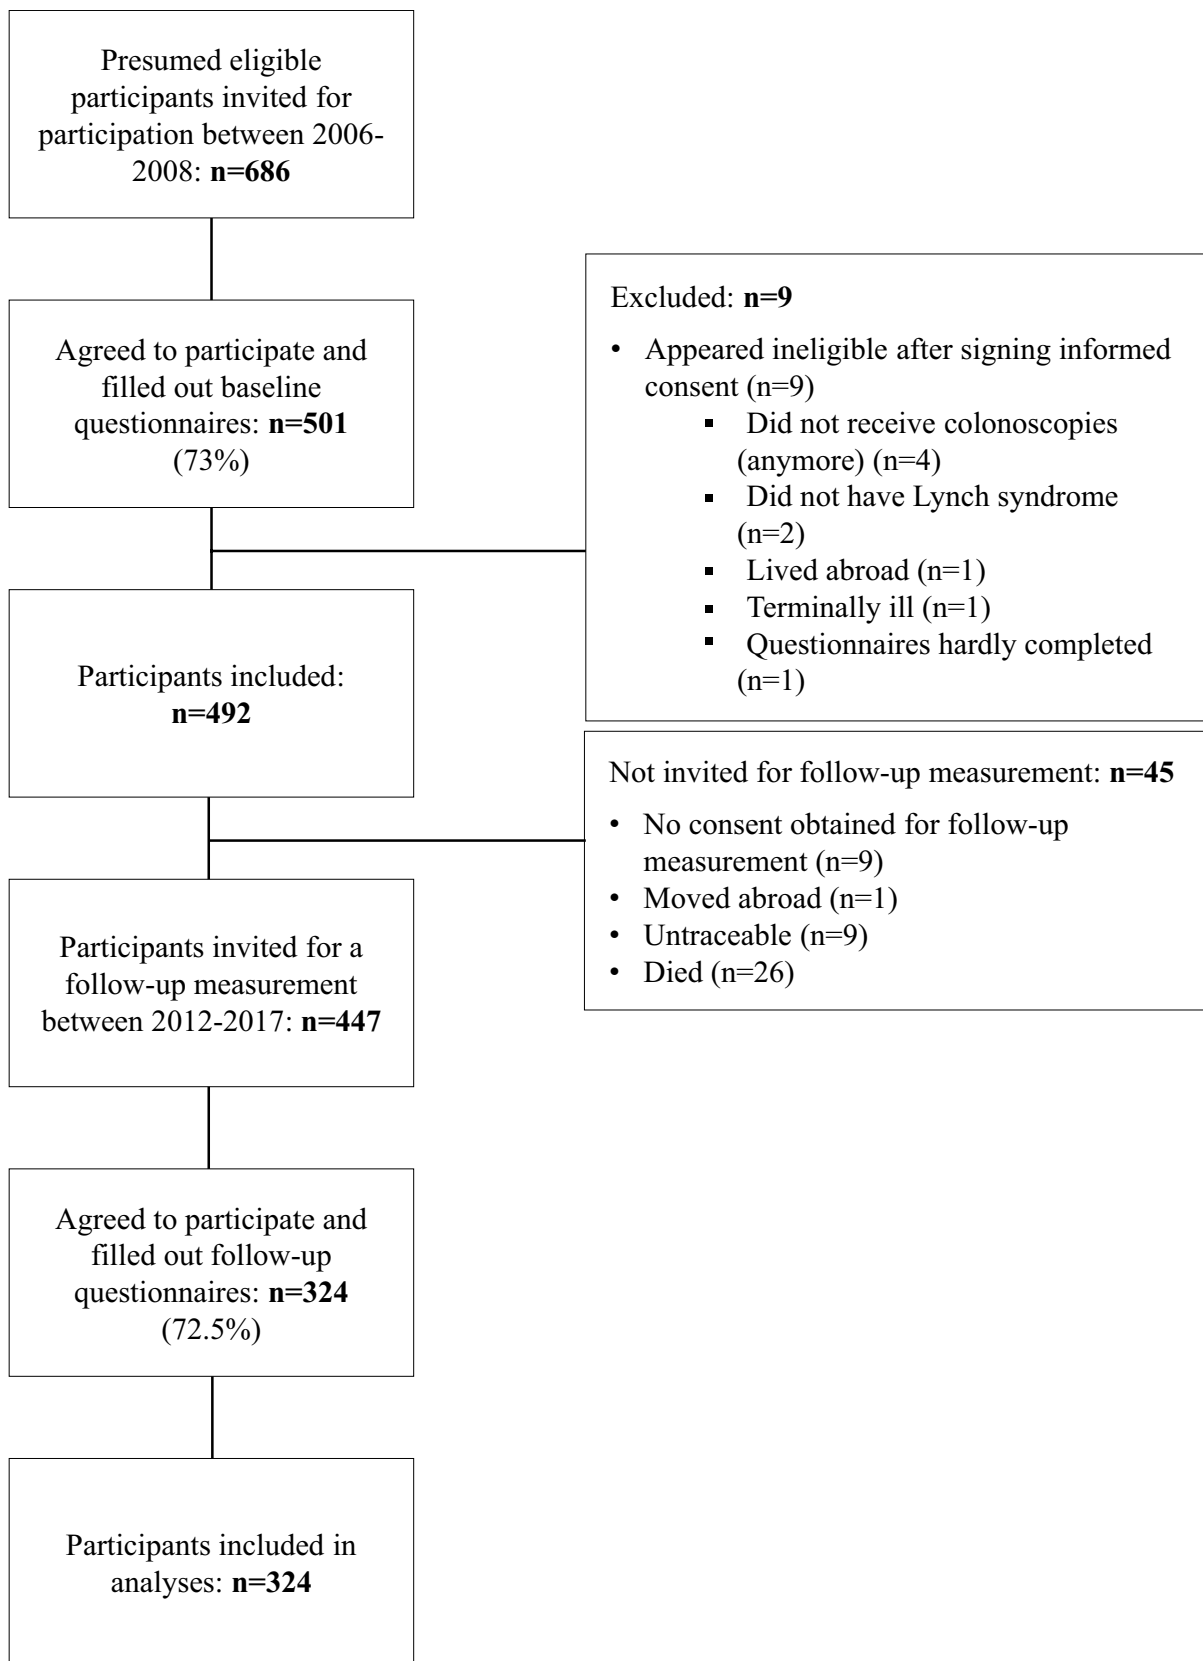 Presumed eligible
participants invited for
participation between 2006-
2008: n=686
Agreed to participate and
filled out baseline
questionnaires: n=501
(73%)
Excluded: n=9
• Appeared ineligible after signing informed
consent (n=9)
▪ Did not receive colonoscopies
(anymore) (n=4)
▪ Did not have Lynch syndrome
(n=2)
▪ Lived abroad (n=1)
▪ Terminally ill (n=1)
▪ Questionnaires hardly completed
(n=1)
Participants included:
n=492
Not invited for follow-up measurement: n=45
• No consent obtained for follow-up
measurement (n=9)
• Moved abroad (n=1)
• Untraceable (n=9)
• Died (n=26)
Participants invited for a
follow-up measurement
between 2012-2017: n=447
Agreed to participate and
filled out follow-up
questionnaires: n=324
(72.5%)
Participants included in
analyses: n=324